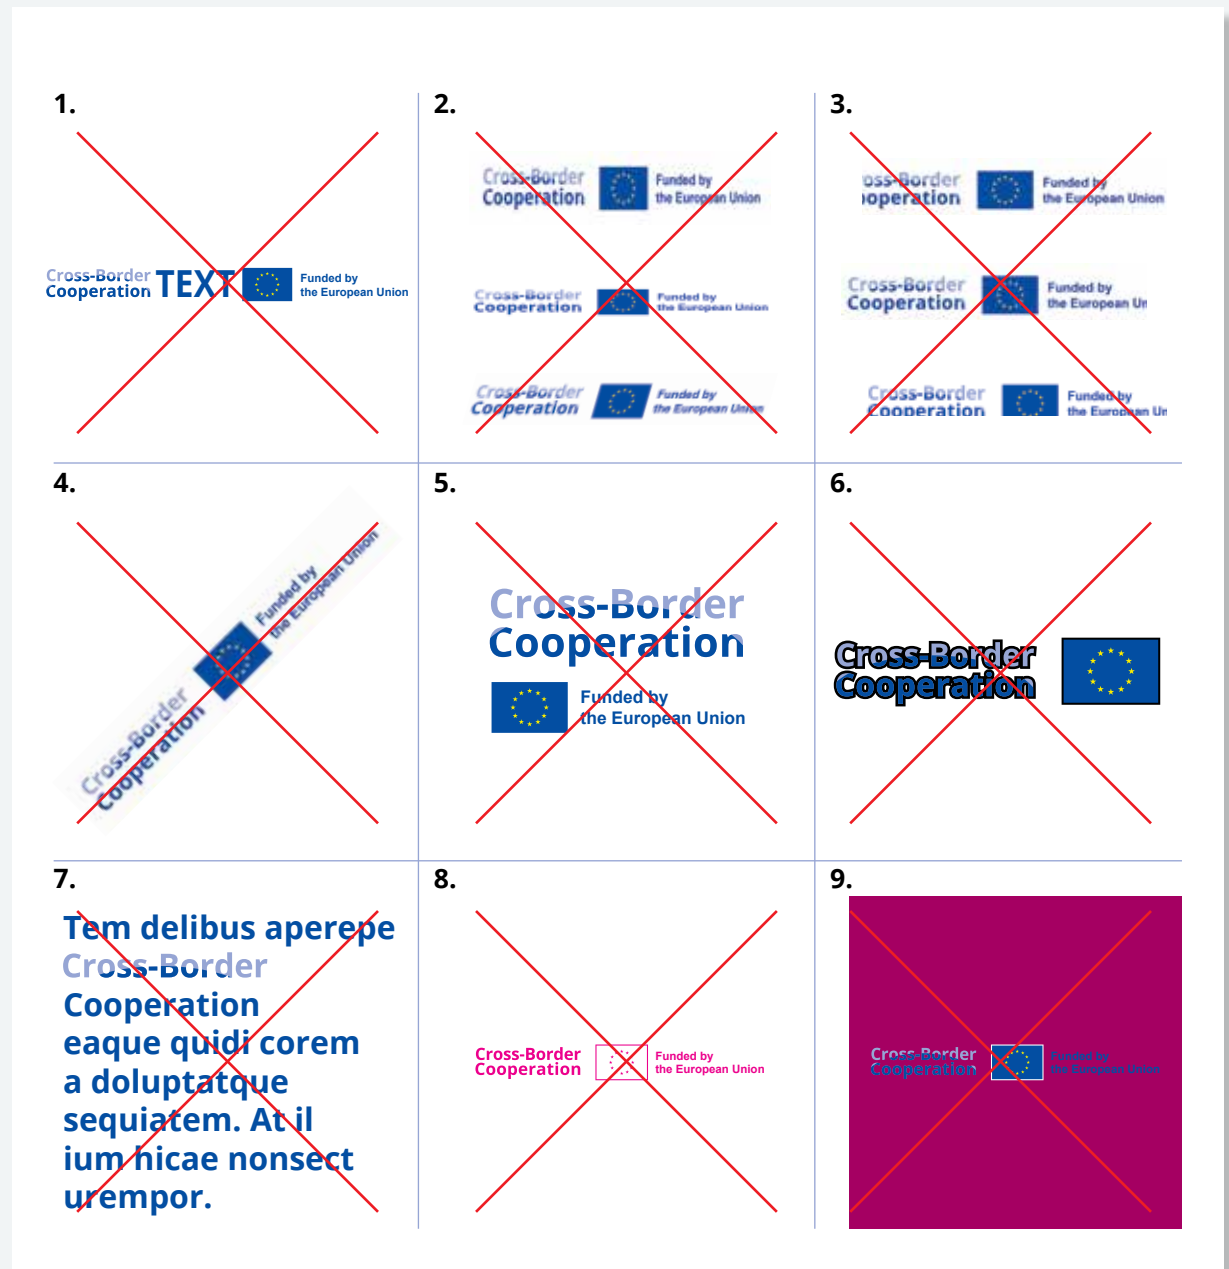 1.
Cross-Border
Cooperation
TEXT
Funded by
the European Union
2.
Cross-Border
Cooperation
Funded by
the European Union
Cross-Border
Cooperation
Funded by
the European Union
Cross-Border
Cooperation
Funded by
the European Union
3.
oss-Border
operation
Funded by
the European Union
Cross-Border
Cooperation
Funded by
the European Un
Cross-Border
Cooperation
Funded by
the European Un
4.
Cross-Border
Cooperation
Funded by
the European Union
5.
Cross-Border
Cooperation
Funded by
the European Union
6.
Cross-Border
Cooperation
7.
Tem delibus aperepe
Cross-Border
Cooperation
eaque quidi corem
a doluptatque
sequiatem. At il
ium hicae nonsect
urempor.
8.
Cross-Border
Cooperation
Funded by
the European Union
9.
Cross-Border
Cooperation
Funded by
the European Union